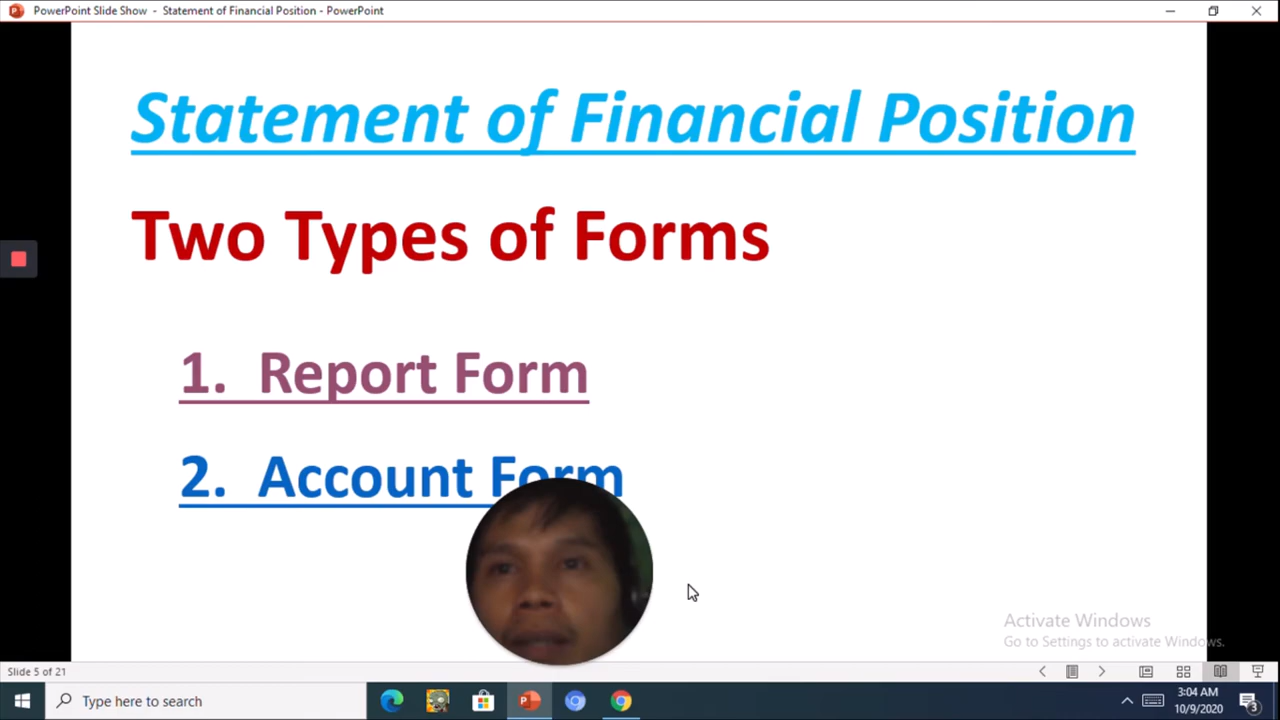 PowerPoint Slide Show - Statement of Financial Position - PowerPoint
Statement of Financial Position
Two Types of Forms
1. Report Form
2. Account Form
Activate Windows
Go to Settings to activate Windows.
Slide 5 of 21
Type here to search
3:04 AM
10/9/2020
3